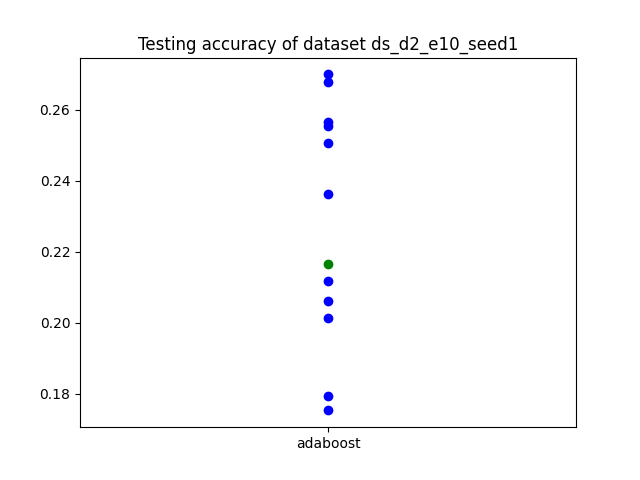 Testing accuracy of dataset ds_d2_e10_seed1
0.26
0.24
0.22
0.20
0.18
adaboost